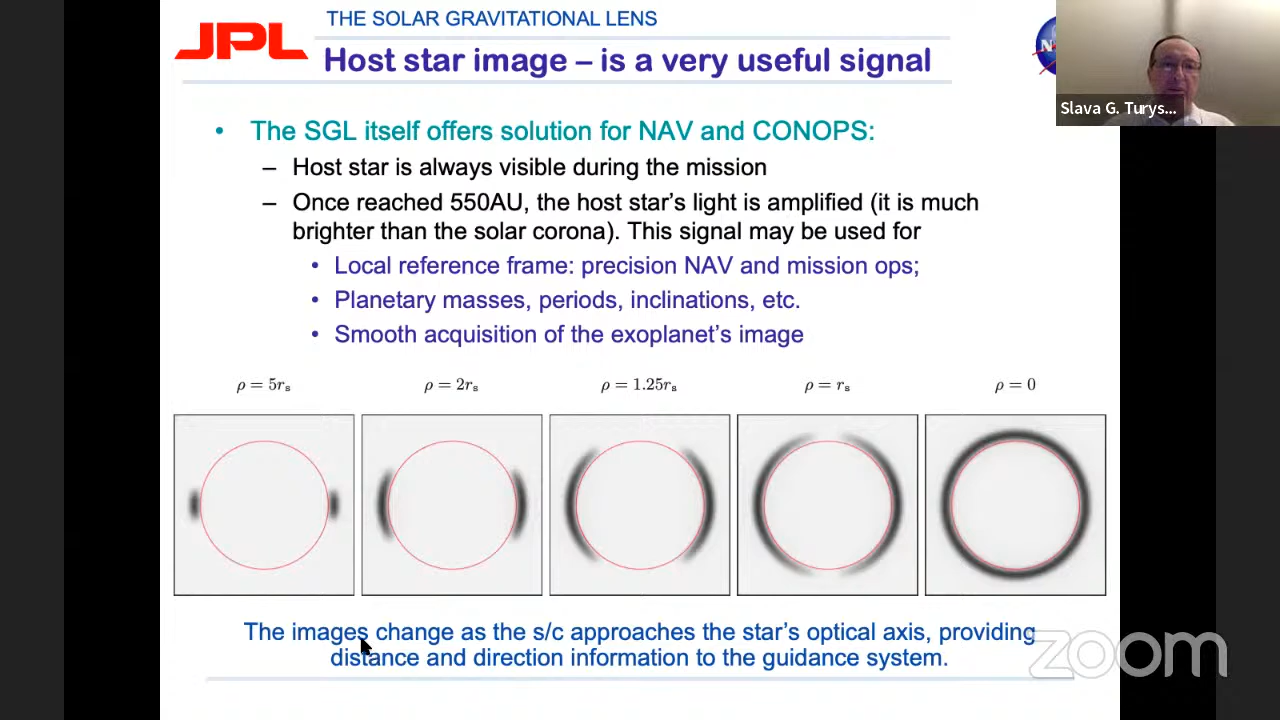 THE SOLAR GRAVITATIONAL LENS
JPL
Host star image – is a very useful signal
Slava G. Turys...
• The SGL itself offers solution for NAV and CONOPS:
– Host star is always visible during the mission
– Once reached 550AU, the host star's light is amplified (it is much
brighter than the solar corona). This signal may be used for
• Local reference frame: precision NAV and mission ops;
• Planetary masses, periods, inclinations, etc.
• Smooth acquisition of the exoplanet's image
ρ = 5rₛ ρ = 2rₛ ρ = 1.25rₛ ρ = rₛ ρ = 0
The images change as the s/c approaches the star's optical axis, providing
distance and direction information to the guidance system.
zoom